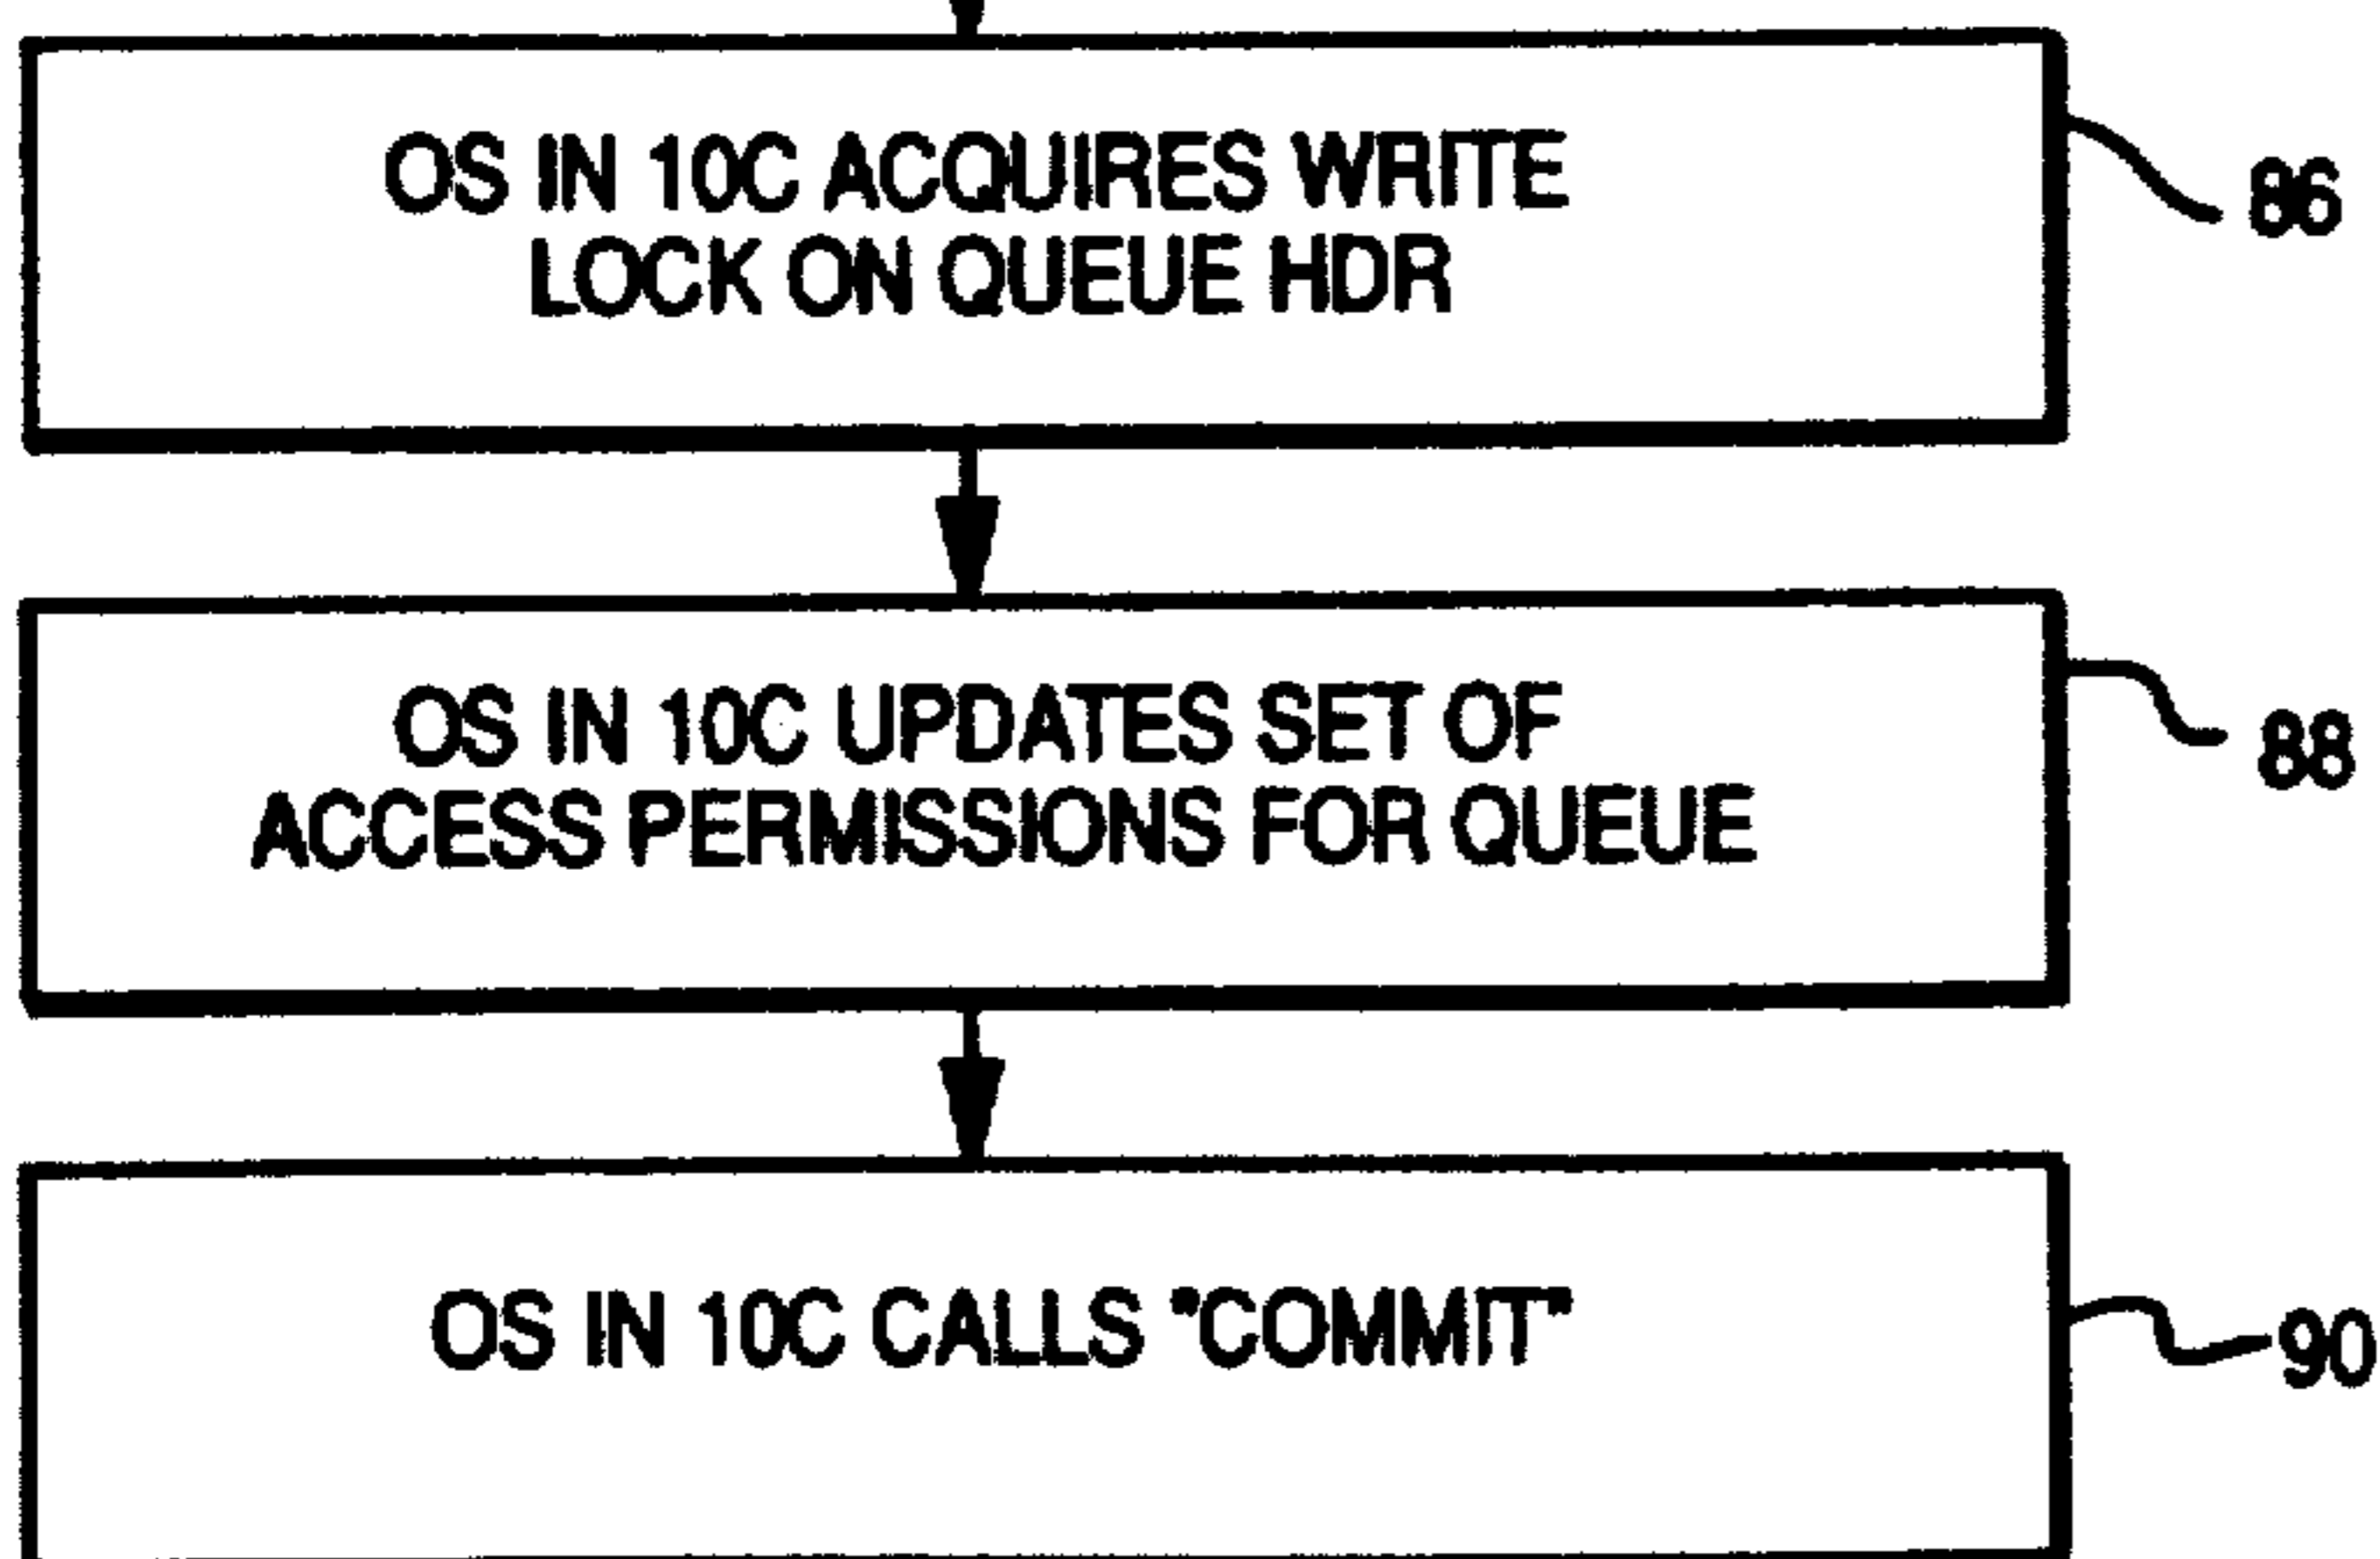 OS IN 10C ACQUIRES WRITE
LOCK ON QUEUE HDR
86
OS IN 10C UPDATES SET OF
ACCESS PERMISSIONS FOR QUEUE
88
OS IN 10C CALLS "COMMIT"
90